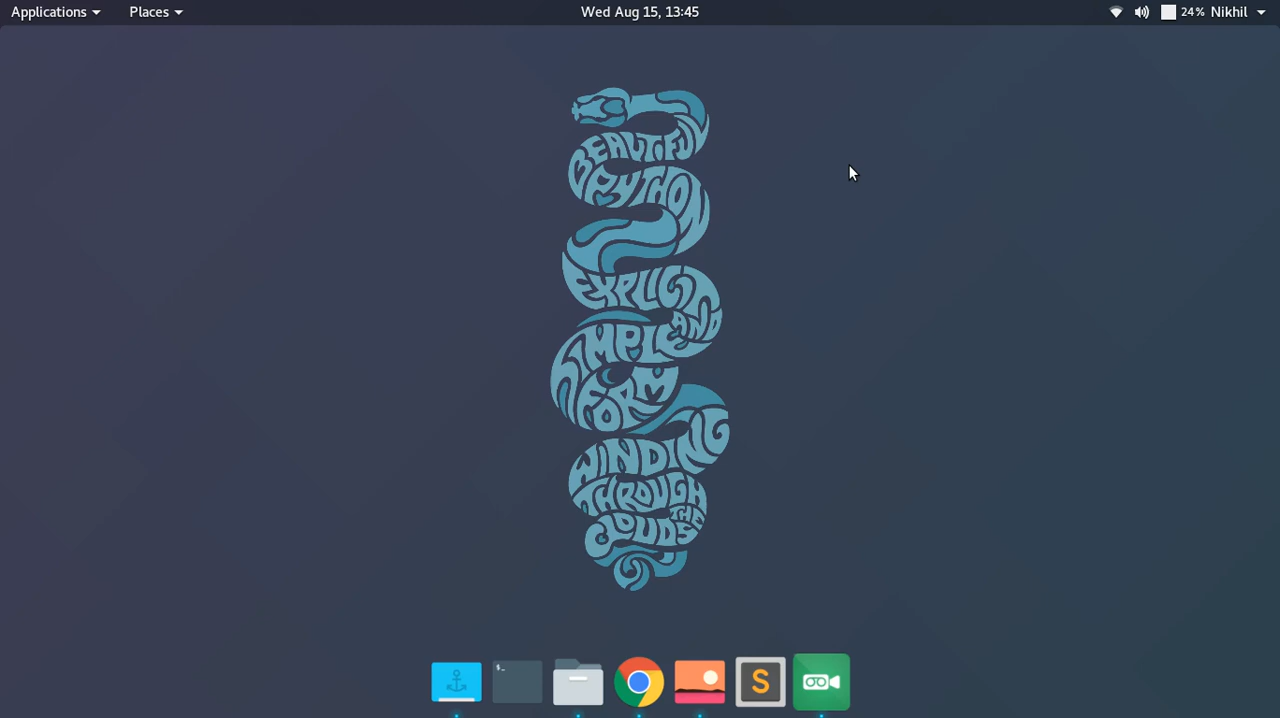 Applications Places Wed Aug 15, 13:45 24% Nikhil
BEAUTIFUL
PYTHON
EXPLICIT
AND
SIMPLE
FORM
WINDING
THROUGH
THE
CLOUDS
$_
S